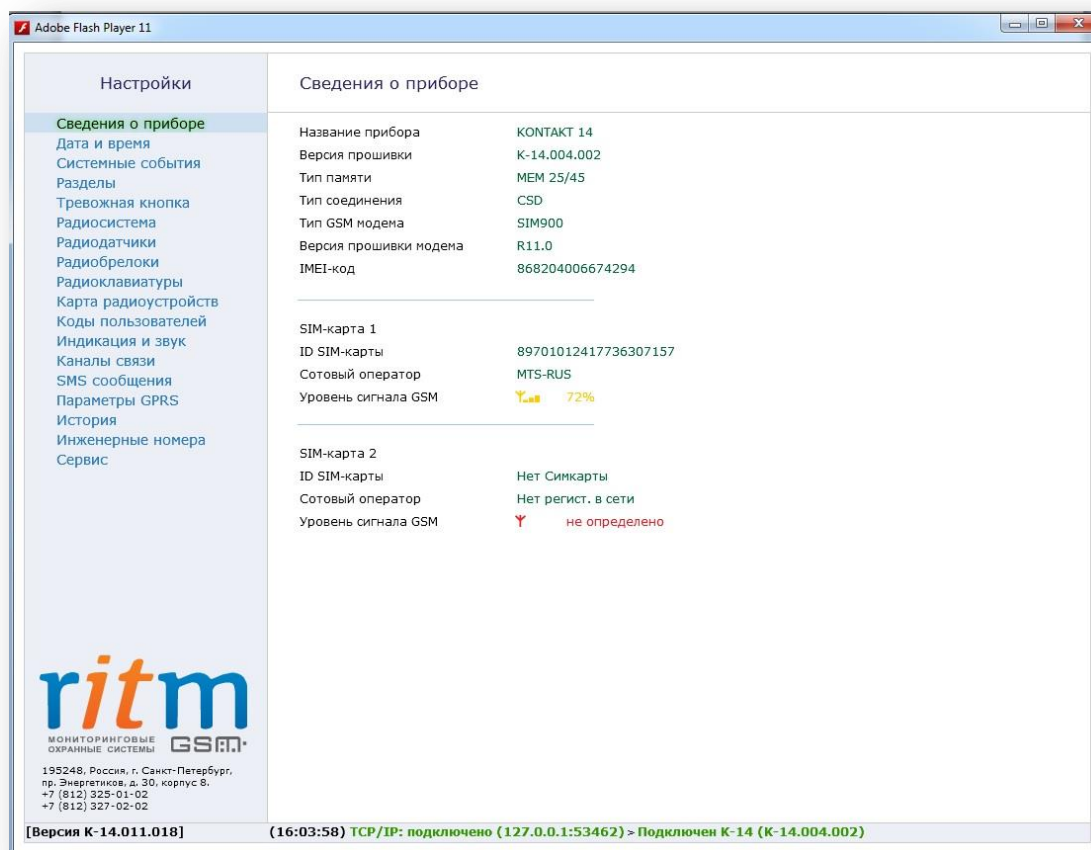 Adobe Flash Player 11
Настройки
Сведения о приборе
Дата и время
Системные события
Разделы
Тревожная кнопка
Радиосистема
Радиодатчики
Радиобрелоки
Радиоклавиатуры
Карта радиоустройств
Коды пользователей
Индикация и звук
Каналы связи
SMS сообщения
Параметры GPRS
История
Инженерные номера
Сервис
Сведения о приборе
Название прибора KONTAKT 14
Версия прошивки K-14.004.002
Тип памяти MEM 25/45
Тип соединения CSD
Тип GSM модема SIM900
Версия прошивки модема R11.0
IMEI-код 868204006674294
SIM-карта 1
ID SIM-карты 89701012417736307157
Сотовый оператор MTS-RUS
Уровень сигнала GSM 72%
SIM-карта 2
ID SIM-карты Нет Симкарты
Сотовый оператор Нет регист. в сети
Уровень сигнала GSM не определено
ritm
МОНИТОРИНГОВЫЕ
ОХРАННЫЕ СИСТЕМЫ GSM
195248, Россия, г. Санкт-Петербург,
пр. Энергетиков, д. 30, корпус 8.
+7 (812) 325-01-02
+7 (812) 327-02-02
[Версия K-14.011.018] (16:03:58) TCP/IP: подключено (127.0.0.1:53462) > Подключен K-14 (K-14.004.002)